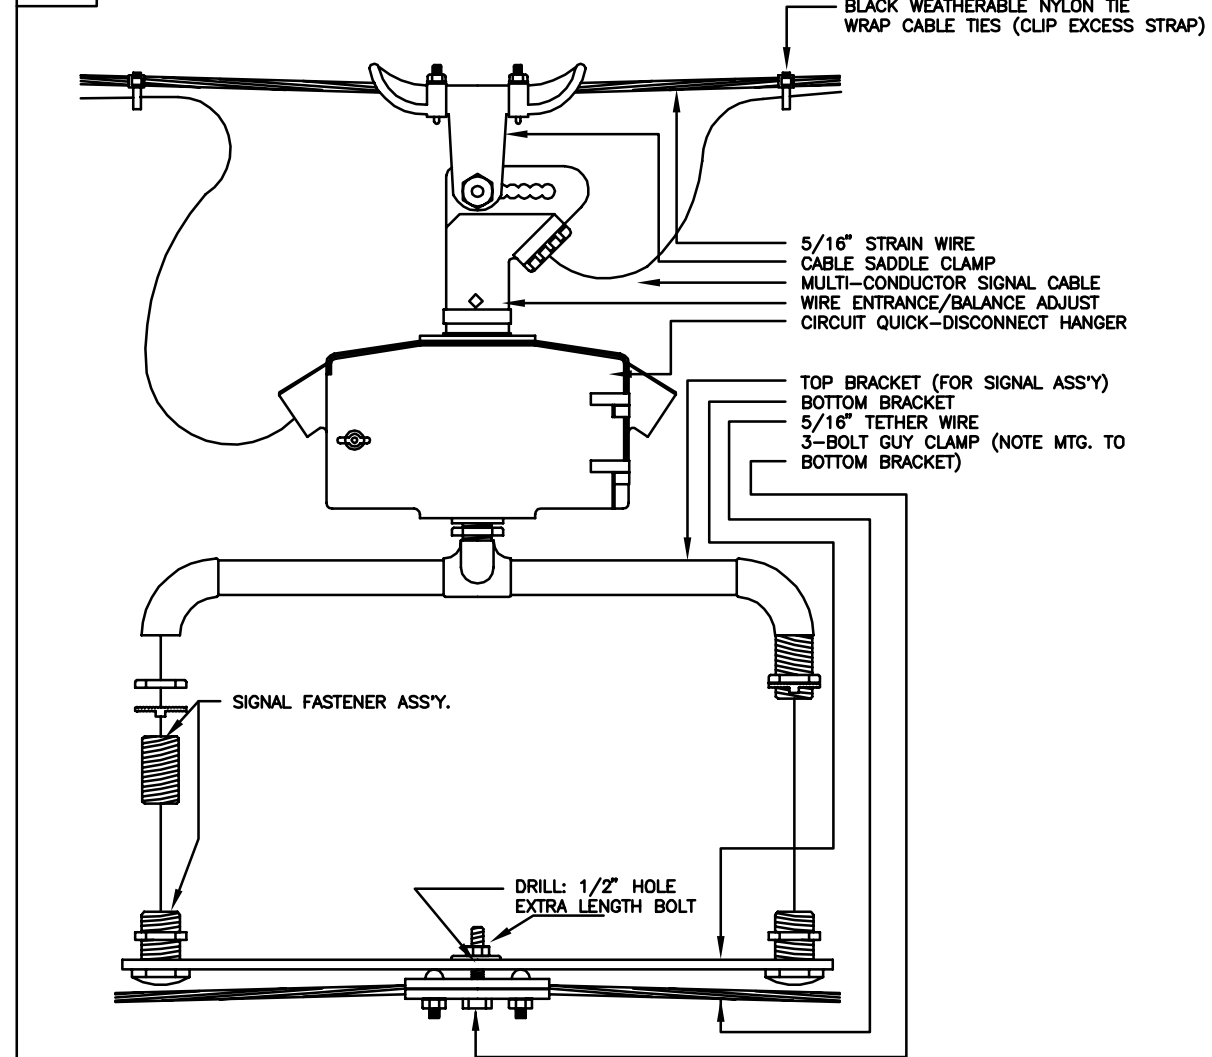 BLACK WEATHERABLE NYLON TIE
WRAP CABLE TIES (CLIP EXCESS STRAP)
5/16" STRAIN WIRE
CABLE SADDLE CLAMP
MULTI-CONDUCTOR SIGNAL CABLE
WIRE ENTRANCE/BALANCE ADJUST
CIRCUIT QUICK-DISCONNECT HANGER
TOP BRACKET (FOR SIGNAL ASS'Y)
BOTTOM BRACKET
5/16" TETHER WIRE
3-BOLT GUY CLAMP (NOTE MTG. TO
BOTTOM BRACKET)
SIGNAL FASTENER ASS'Y.
DRILL: 1/2" HOLE
EXTRA LENGTH BOLT